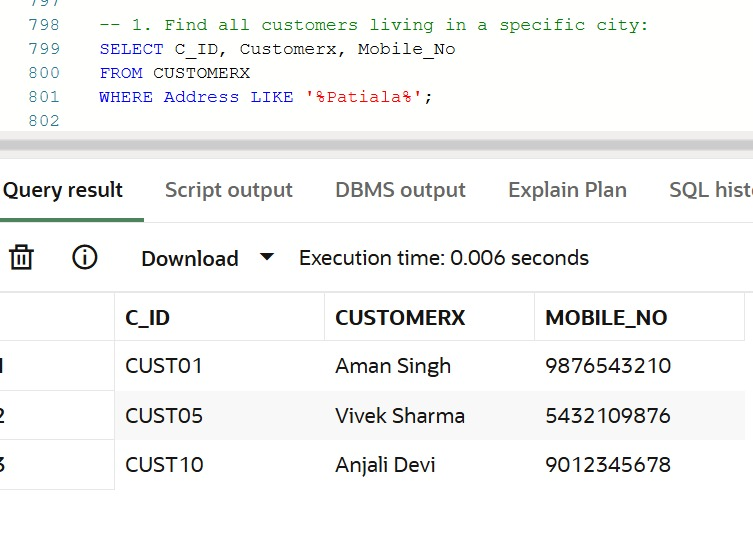 797
798 -- 1. Find all customers living in a specific city:
799 SELECT C_ID, Customerx, Mobile_No
800 FROM CUSTOMERX
801 WHERE Address LIKE '%Patiala%';
802
Query result Script output DBMS output Explain Plan SQL hist
Download Execution time: 0.006 seconds
C_ID CUSTOMERX MOBILE_NO
1 CUST01 Aman Singh 9876543210
2 CUST05 Vivek Sharma 5432109876
3 CUST10 Anjali Devi 9012345678